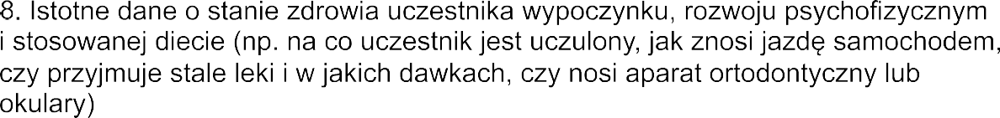 8. Istotne dane o stanie zdrowia uczestnika wypoczynku, rozwoju psychofizycznym
i stosowanej diecie (np. na co uczestnik jest uczulony, jak znosi jazdę samochodem,
czy przyjmuje stale leki i w jakich dawkach, czy nosi aparat ortodontyczny lub
okulary)